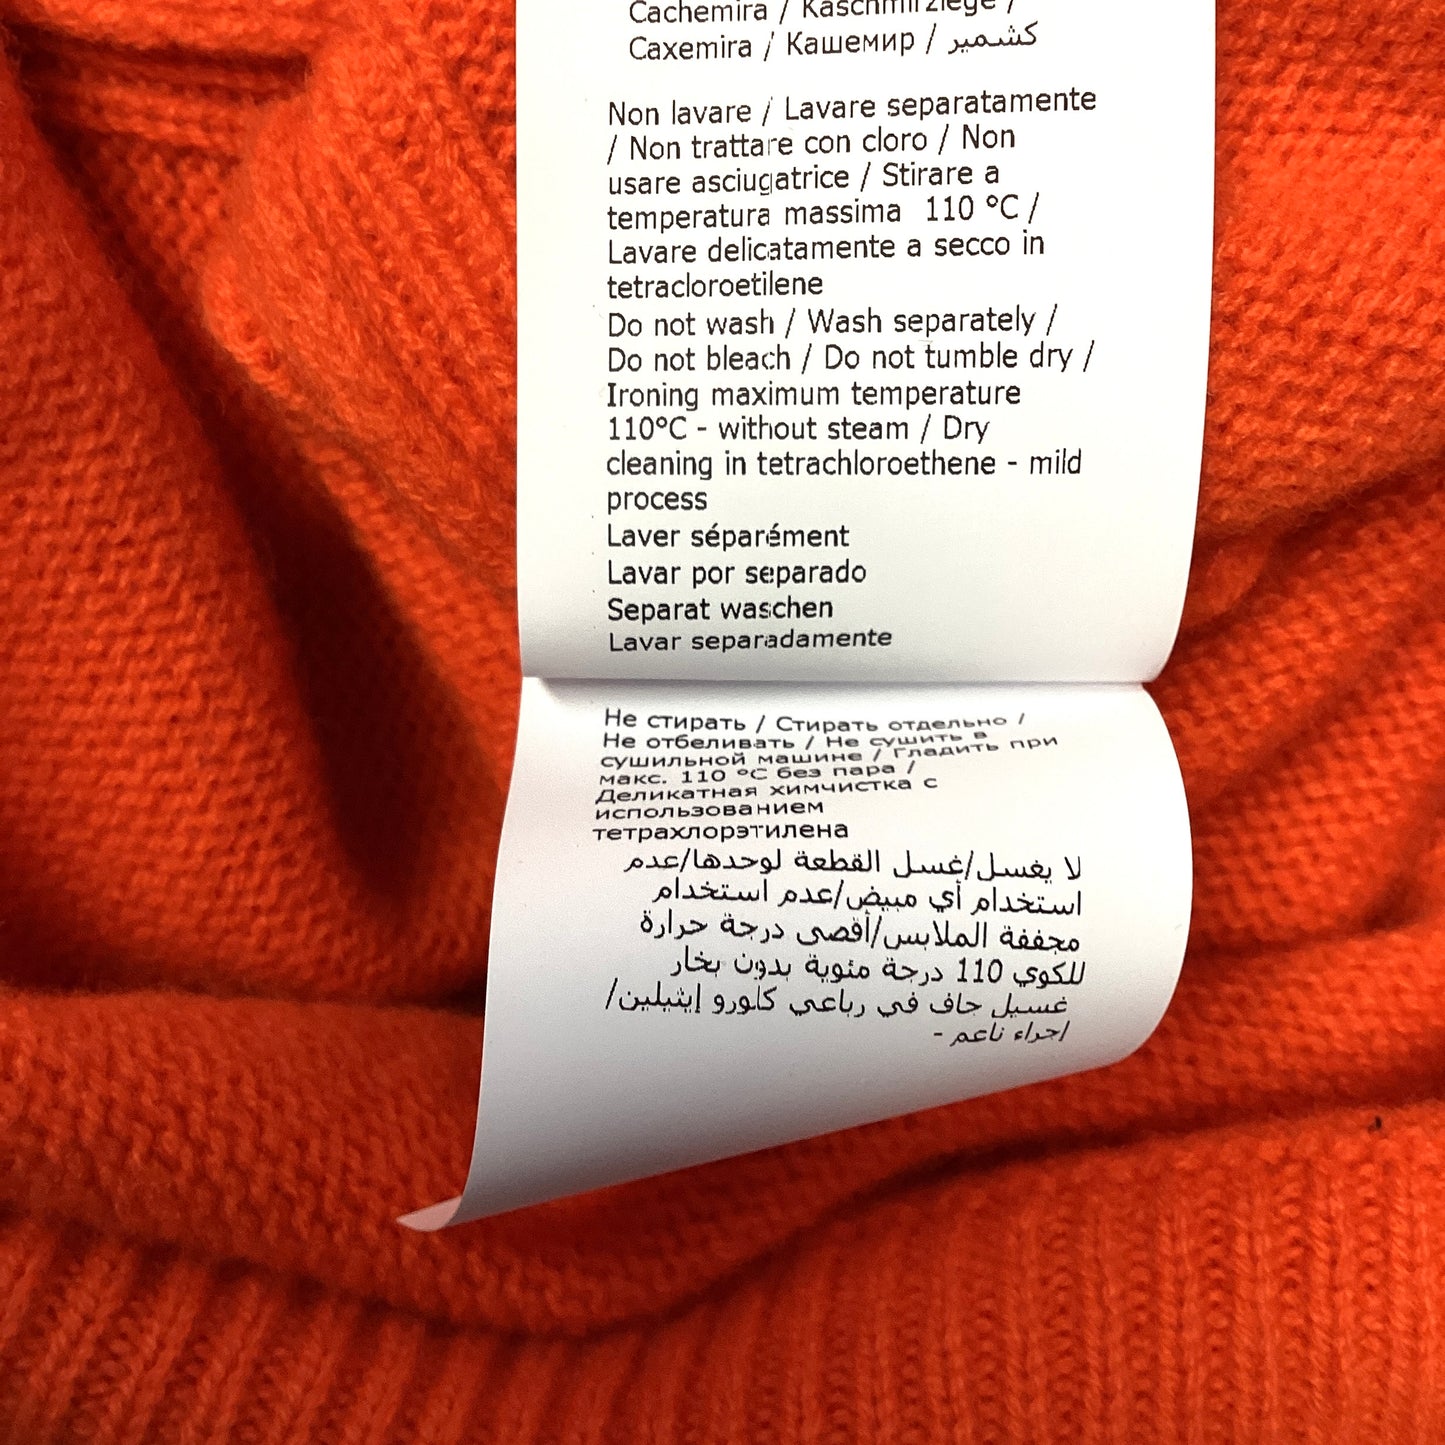 Cachemira / Kaschmirziege /
Caxemira / Кашемир / كشمير
Non lavare / Lavare separatamente
/ Non trattare con cloro / Non
usare asciugatrice / Stirare a
temperatura massima 110 °C /
Lavare delicatamente a secco in
tetracloroetilene
Do not wash / Wash separately /
Do not bleach / Do not tumble dry /
Ironing maximum temperature
110°C - without steam / Dry
cleaning in tetrachloroethene - mild
process
Laver séparément
Lavar por separado
Separat waschen
Lavar separadamente
Не стирать / Стирать отдельно /
Не отбеливать / Не сушить в
сушильной машине / Гладить при
макс. 110 °C без пара /
Деликатная химчистка с
использованием
тетрахлорэтилена
لا يغسل/غسل القطعة لوحدها/عدم
استخدام أي مبيض/عدم استخدام
مجففة الملابس/أقصى درجة حرارة
للكوي 110 درجة مئوية بدون بخار
غسيل جاف في رباعي كلورو إيثيلين/
اجراء ناعم -